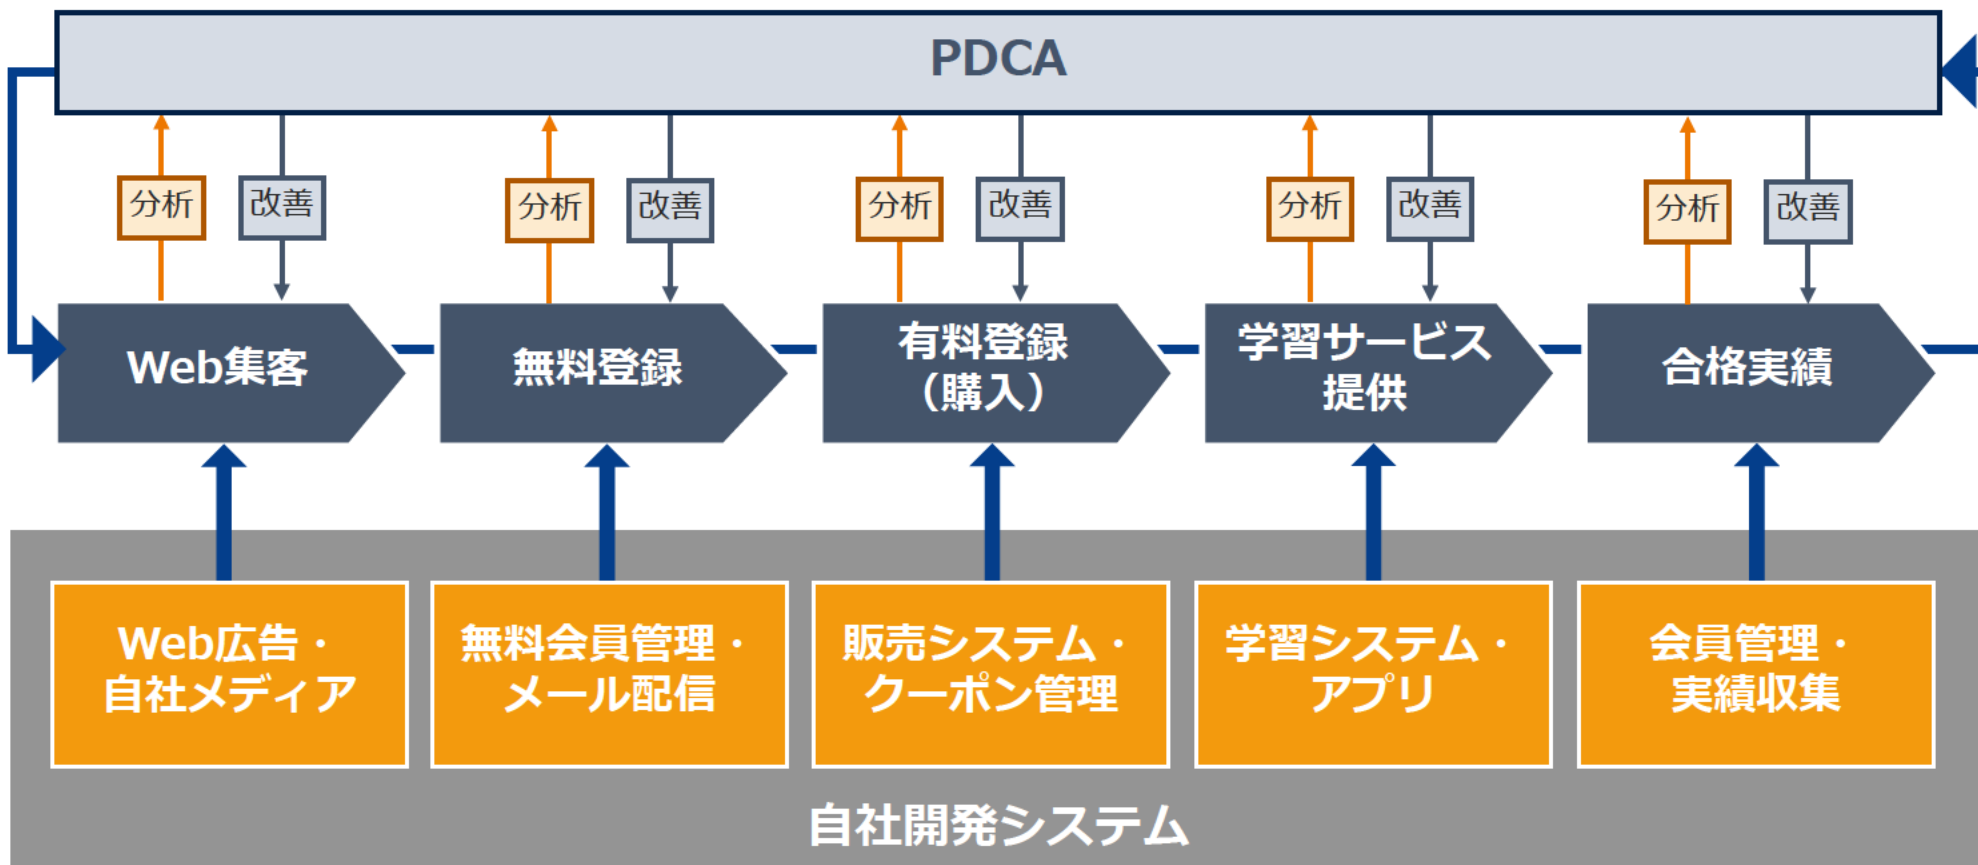 PDCA
分析
改善
分析
改善
分析
改善
分析
改善
分析
改善
Web集客
無料登録
有料登録
（購入）
学習サービス
提供
合格実績
Web広告・
自社メディア
無料会員管理・
メール配信
販売システム・
クーポン管理
学習システム・
アプリ
会員管理・
実績収集
自社開発システム